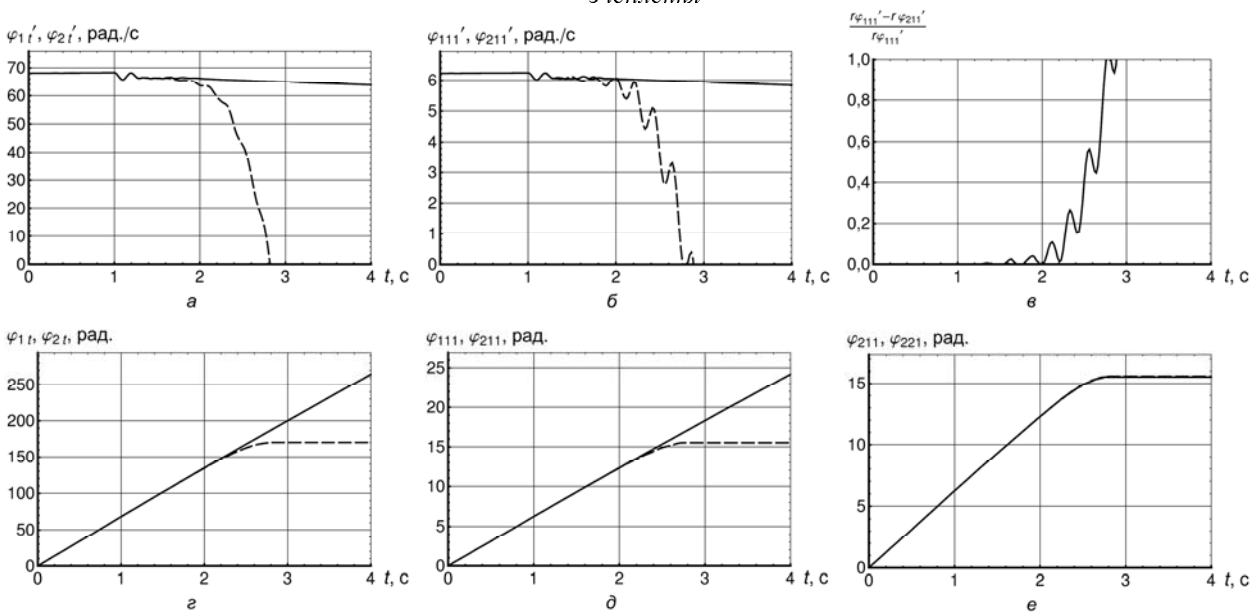 φ1t′, φ2t′, рад./с
70
60
50
40
30
20
10
0
0 1 2 3 4 t, с
а
φ111′, φ211′, рад./с
6
5
4
3
2
1
0
0 1 2 3 4 t, с
б
rφ111′−rφ211′
rφ111′
1,0
0,8
0,6
0,4
0,2
0,0
0 1 2 3 4 t, с
в
φ1t, φ2t, рад.
250
200
150
100
50
0
0 1 2 3 4 t, с
г
φ111, φ211, рад.
25
20
15
10
5
0
0 1 2 3 4 t, с
д
φ211, φ221, рад.
15
10
5
0
0 1 2 3 4 t, с
е